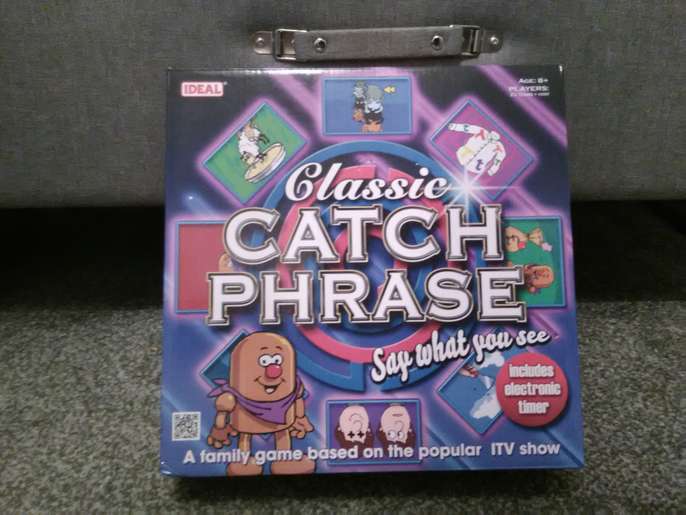 IDEAL
AGE: 8+
PLAYERS:
Classic
CATCH
PHRASE
Say what you see
includes
electronic
timer
A family game based on the popular ITV show